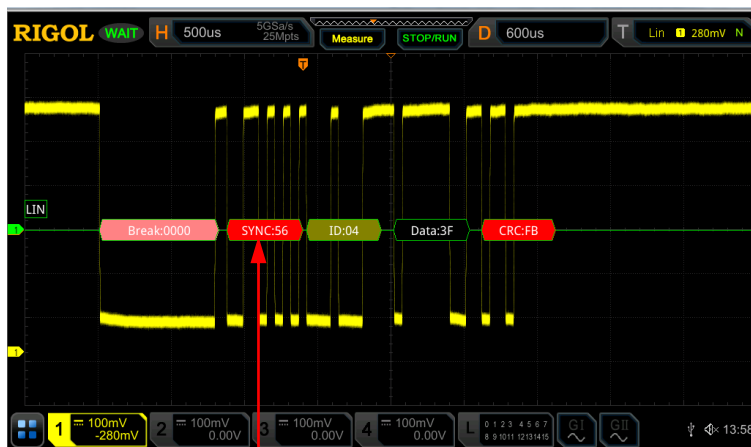 RIGOL WAIT H 500us 5GSa/s 25Mpts Measure STOP/RUN D 600us T Lin 1 280mV N
T
LIN
1 Break:0000 SYNC:56 ID:04 Data:3F CRC:FB
1
1 100mV -280mV 2 100mV 0.00V 3 100mV 0.00V 4 100mV 0.00V L 0 1 2 3 4 5 6 7 8 9 10 11 12 13 14 15 GI GII 13:58